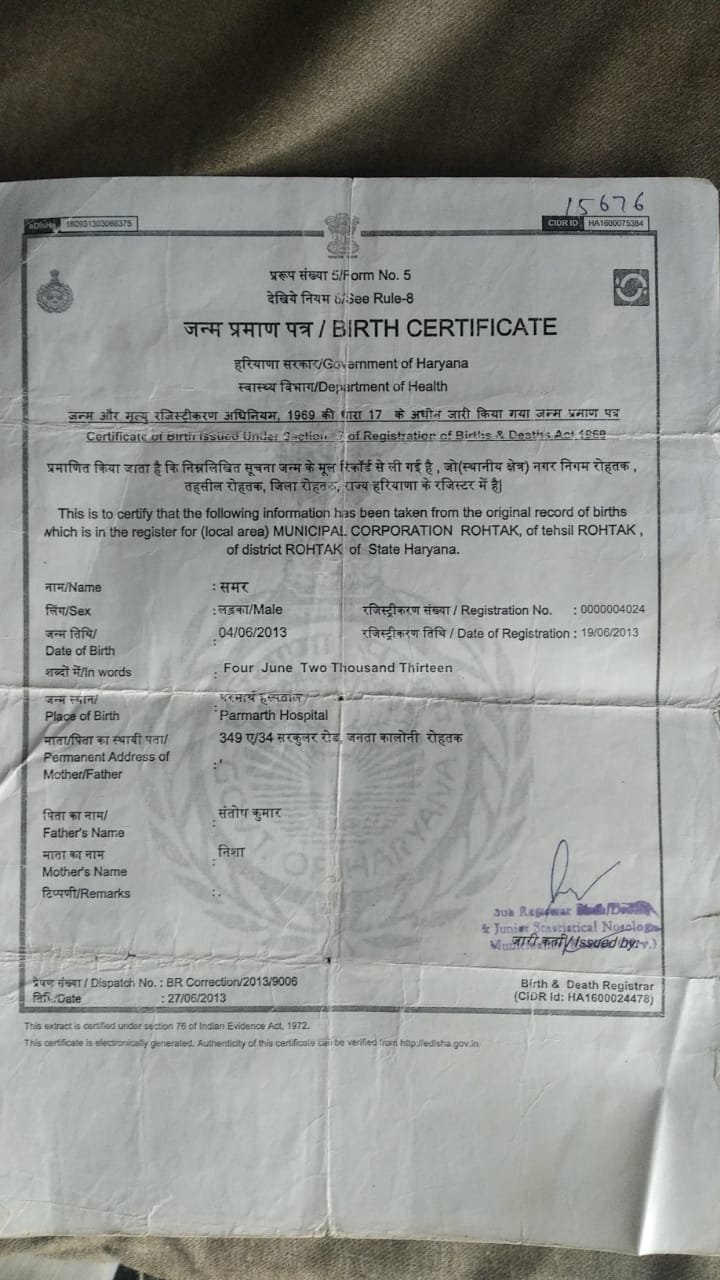 15676
eDisha 160931303066375
CIDR ID HA1600075384
प्ररूप संख्या 5/Form No. 5
देखिये नियम 8/See Rule-8
जन्म प्रमाण पत्र / BIRTH CERTIFICATE
हरियाणा सरकार/Government of Haryana
स्वास्थ्य विभाग/Department of Health
जन्म और मृत्यु रजिस्टीकरण अधिनियम, 1969 की धारा 17 के अधीन जारी किया गया जन्म प्रमाण पत्र
Certificate of Birth Issued Under Section of Registration of Births & Deaths Act 1969
प्रमाणित किया जाता है कि निम्नलिखित सूचना जन्म के मूल रिकॉर्ड से ली गई है , जो(स्थानीय क्षेत्र) नगर निगम रोहतक ,
तहसील रोहतक, जिला रोहतक, राज्य हरियाणा के रजिस्टर में है|
This is to certify that the following information has been taken from the original record of births
which is in the register for (local area) MUNICIPAL CORPORATION ROHTAK, of tehsil ROHTAK ,
of district ROHTAK of State Haryana.
नाम/Name : समर
लिंग/Sex : लड़का/Male रजिस्ट्रीकरण संख्या / Registration No. : 0000004024
जन्म तिथि/ : 04/06/2013 रजिस्ट्रीकरण तिथि / Date of Registration : 19/06/2013
Date of Birth
शब्दों में/In words : Four June Two Thousand Thirteen
जन्म स्थान/ : परमार्थ हस्पताल/
Place of Birth Parmarth Hospital
माता/पिता का स्थायी पता/ 349 ए/34 सरकुलर रोड, जनता कालोनी रोहतक
Permanent Address of :
Mother/Father
पिता का नाम/ : संतोष कुमार
Father's Name
माता का नाम : निशा
Mother's Name
टिप्पणी/Remarks : .
Sub Registrar
& Junior Stastistical Nosologist
जारी कर्ता/Issued by:
प्रेषण संख्या / Dispatch No. : BR Correction/2013/9006
तिथि/Date : 27/06/2013
Birth & Death Registrar
(CIDR Id: HA1600024478)
This extract is certified under section 76 of Indian Evidence Act, 1972.
This certificate is electronically generated. Authenticity of this certificate can be verified from http://edisha.gov.in.
GOVT. OF HARYANA